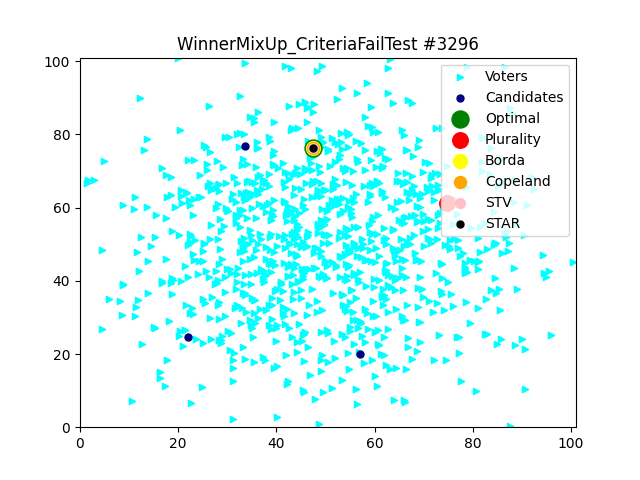 WinnerMixUp_CriteriaFailTest #3296
100
80
60
40
20
0
0
20
40
60
80
100
Voters
Candidates
Optimal
Plurality
Borda
Copeland
STV
STAR